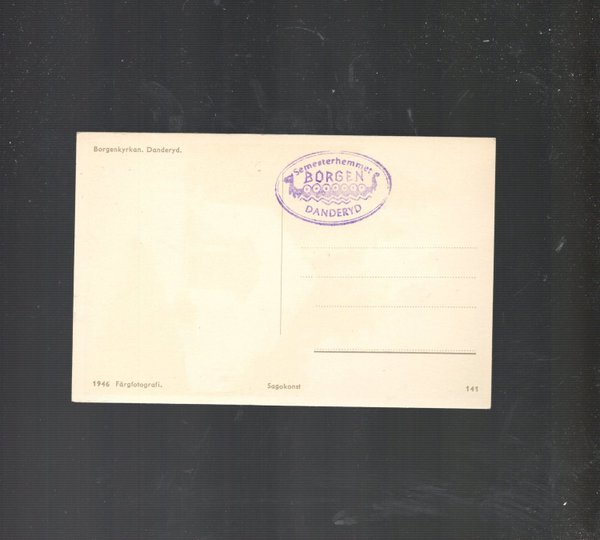 Borgenkyrkan. Danderyd.
Semesterhemmet
BORGEN
DANDERYD
1946 Färgfotografi.
Sagokonst
141